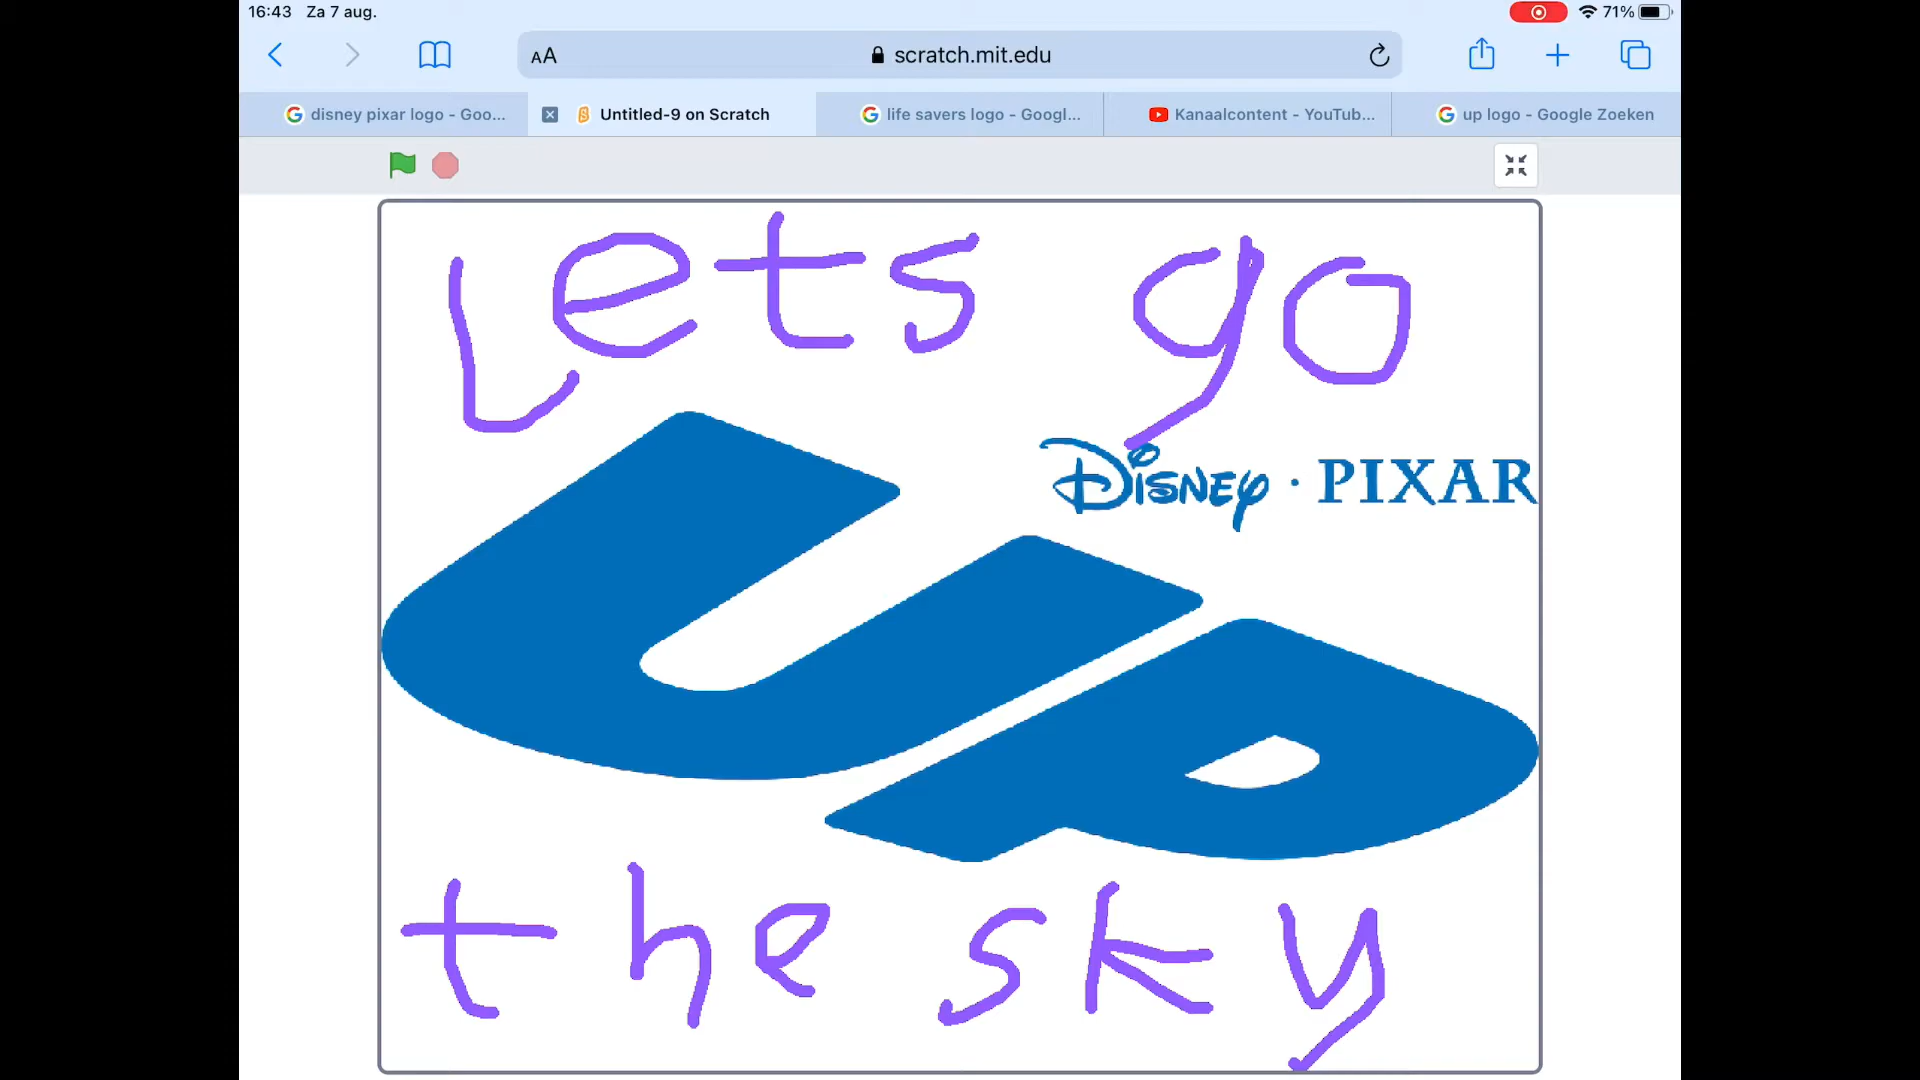 16:43 Za 7 aug. 71%
AA scratch.mit.edu
disney pixar logo - Goo... Untitled-9 on Scratch life savers logo - Googl... Kanaalcontent - YouTub... up logo - Google Zoeken
Lets go
DISNEY · PIXAR
UP
the sky